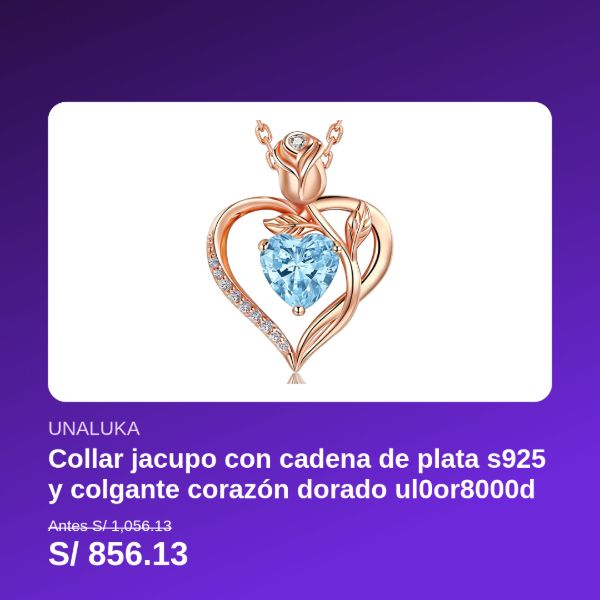 UNALUKA
Collar jacupo con cadena de plata s925
y colgante corazón dorado ul0or8000d
Antes S/ 1,056.13
S/ 856.13